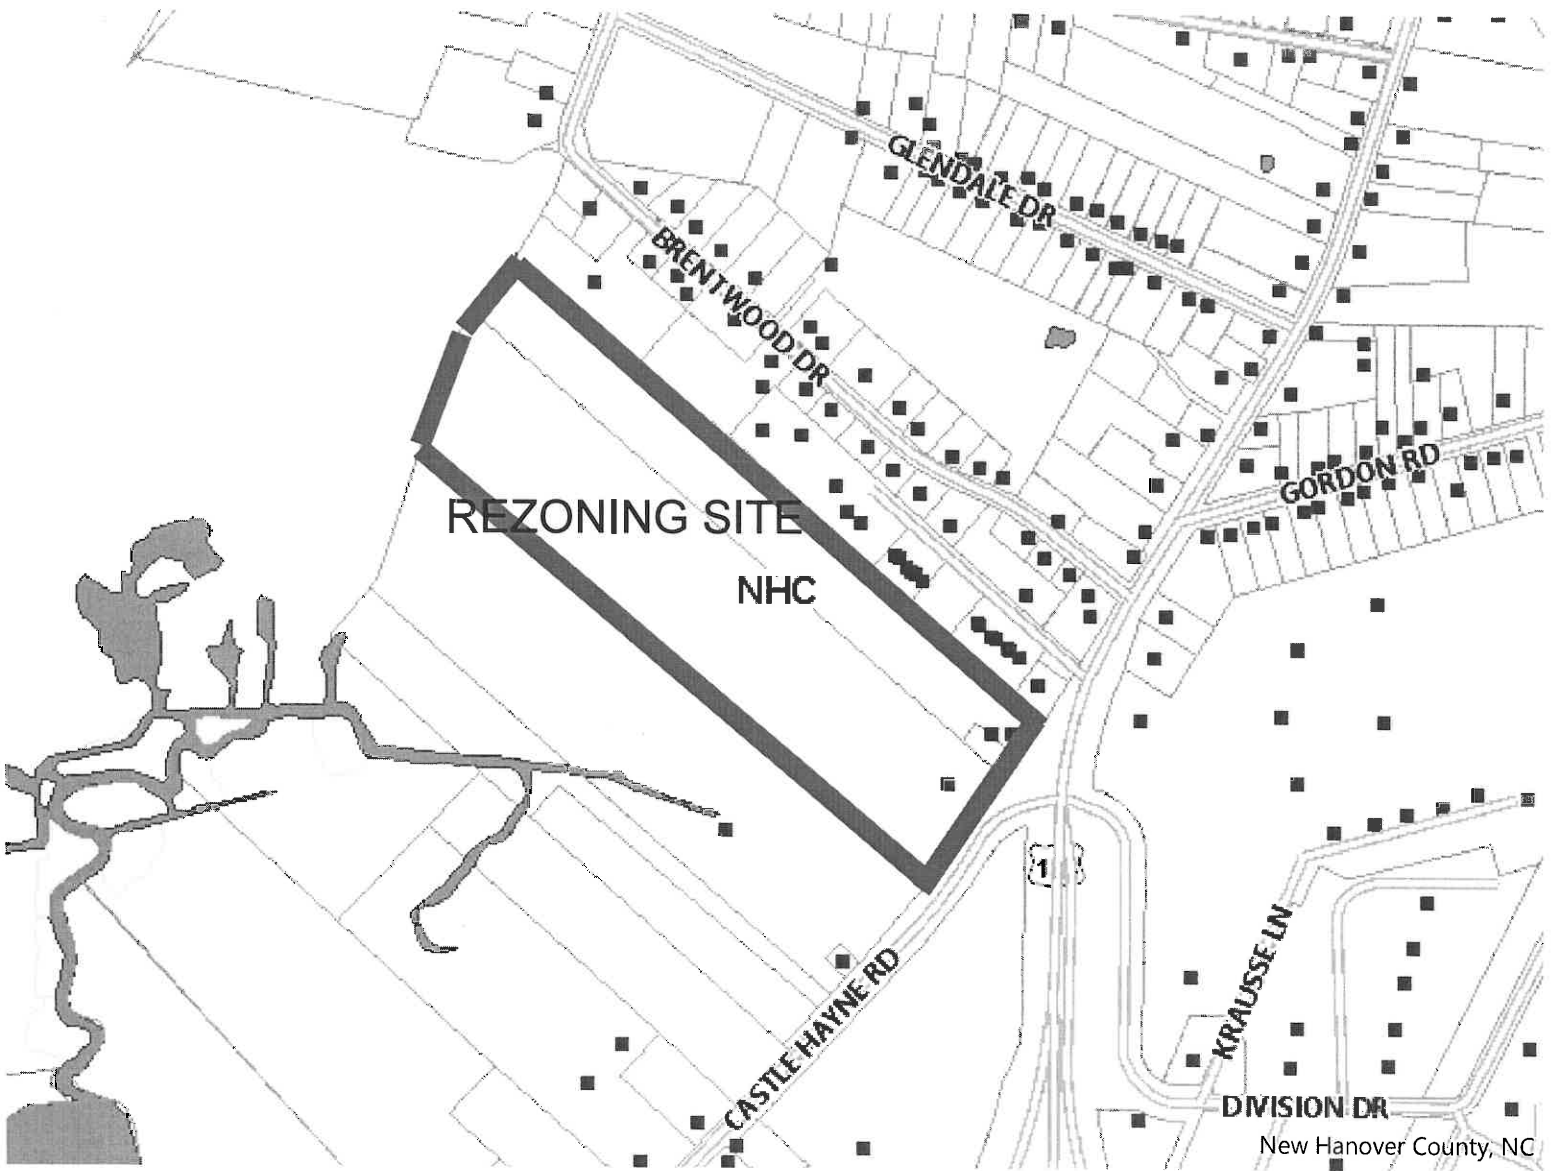 GLENDALE DR
BRENTWOOD DR
GORDON RD
REZONING SITE
NHC
1
KRAUSSE LN
CASTLE HAYNE RD
DIVISION DR
New Hanover County, NC